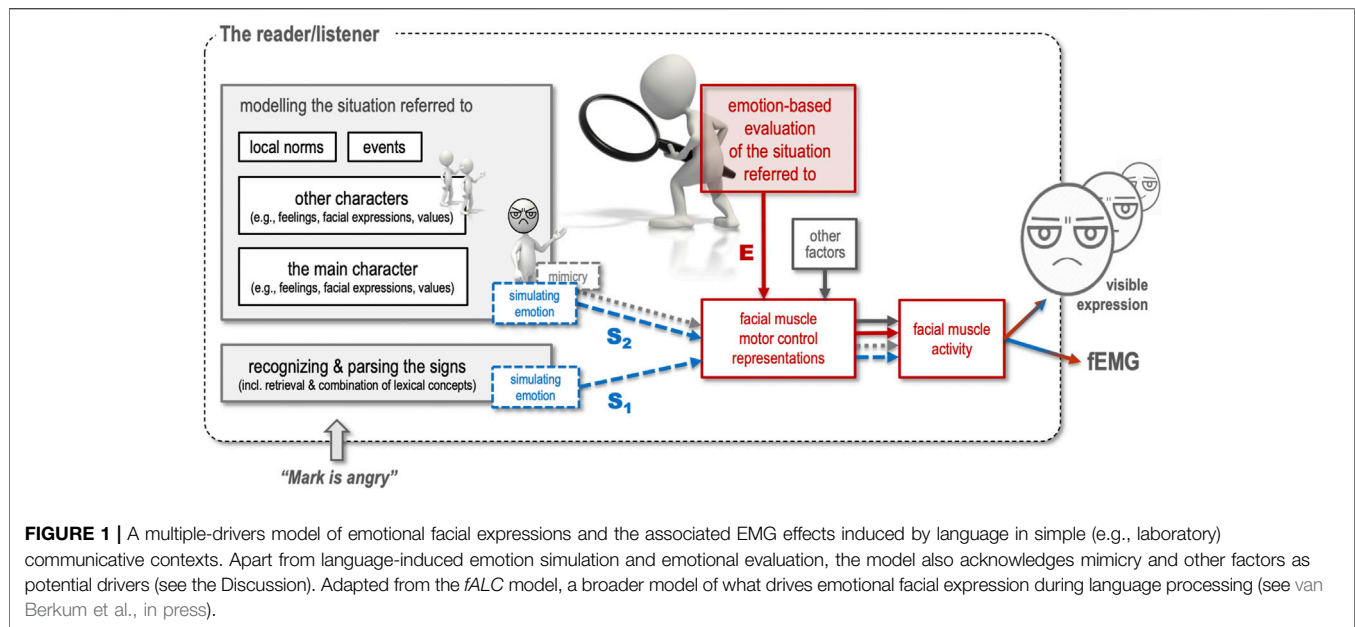 The reader/listener
modelling the situation referred to
local norms
events
other characters
(e.g., feelings, facial expressions, values)
the main character
(e.g., feelings, facial expressions, values)
mimicry
simulating
emotion
S2
recognizing & parsing the signs
(incl. retrieval & combination of lexical concepts)
simulating
emotion
S1
“Mark is angry”
emotion-based
evaluation
of the situation
referred to
E
other
factors
facial muscle
motor control
representations
facial muscle
activity
visible
expression
fEMG
FIGURE 1 | A multiple-drivers model of emotional facial expressions and the associated EMG effects induced by language in simple (e.g., laboratory)
communicative contexts. Apart from language-induced emotion simulation and emotional evaluation, the model also acknowledges mimicry and other factors as
potential drivers (see the Discussion). Adapted from the fALC model, a broader model of what drives emotional facial expression during language processing (see van
Berkum et al., in press).